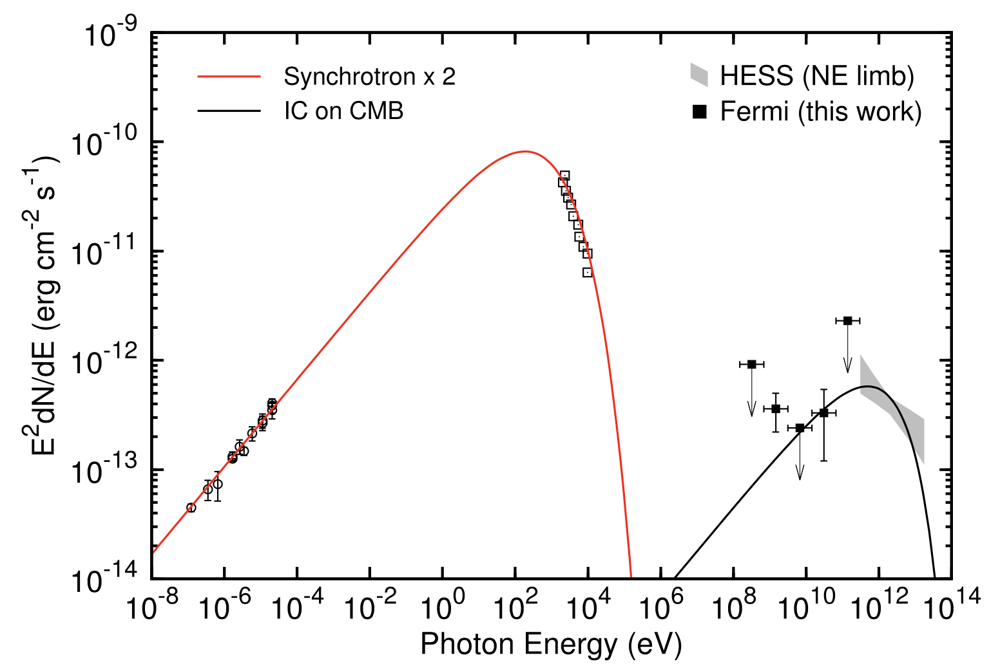 10^-9
10^-10
10^-11
10^-12
10^-13
10^-14
E^2dN/dE (erg cm^-2 s^-1)
Synchrotron x 2
IC on CMB
HESS (NE limb)
Fermi (this work)
10^-8 10^-6 10^-4 10^-2 10^0 10^2 10^4 10^6 10^8 10^10 10^12 10^14
Photon Energy (eV)